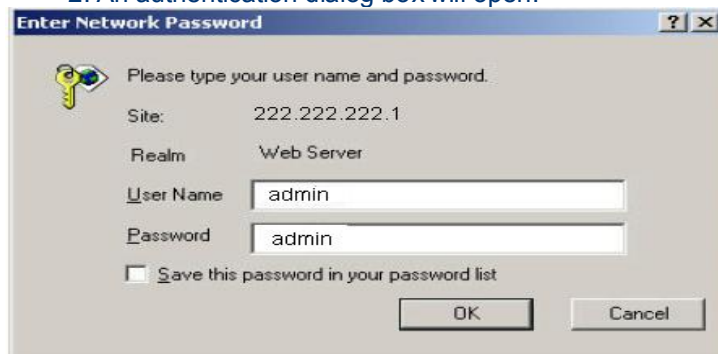 2. An authentication dialog box will open.
Enter Network Password
? ×
Please type your user name and password.
Site: 222.222.222.1
Realm Web Server
User Name admin
Password admin
Save this password in your password list
OK Cancel